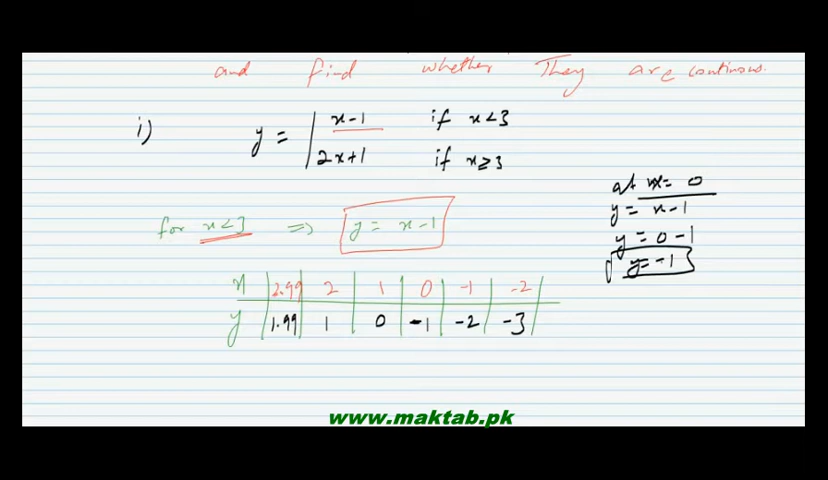 and find whether They are continous.
i) y = | x-1 if x<3
2x+1 if x≥3
at x= 0
y = x-1
y = 0-1
y=-1
for x<3 => y = x-1
x | 2.99 | 2 | 1 | 0 | -1 | -2 |
y | 1.99 | 1 | 0 | -1 | -2 | -3 |
www.maktab.pk